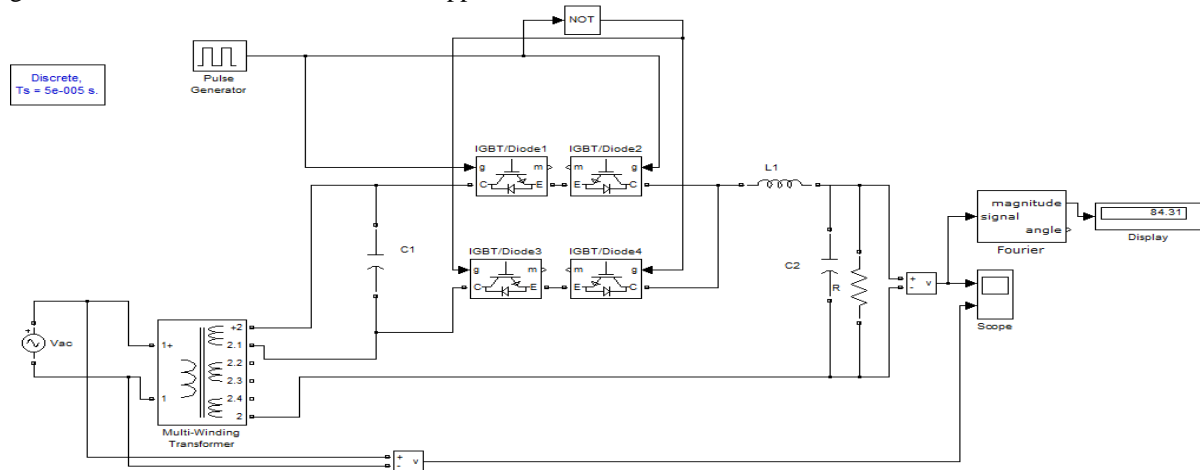 NOT
Pulse
Generator
Discrete,
Ts = 5e-005 s.
IGBT/Diode1
IGBT/Diode2
g
m
C
E
m
g
E
C
L1
C1
IGBT/Diode3
IGBT/Diode4
g
m
C
E
m
g
E
C
C2
R
magnitude
signal
angle
Fourier
84.31
Display
+
-
v
Scope
+
Vac
1+
1
+2
2.1
2.2
2.3
2.4
2
Multi-Winding
Transformer
+
-
v